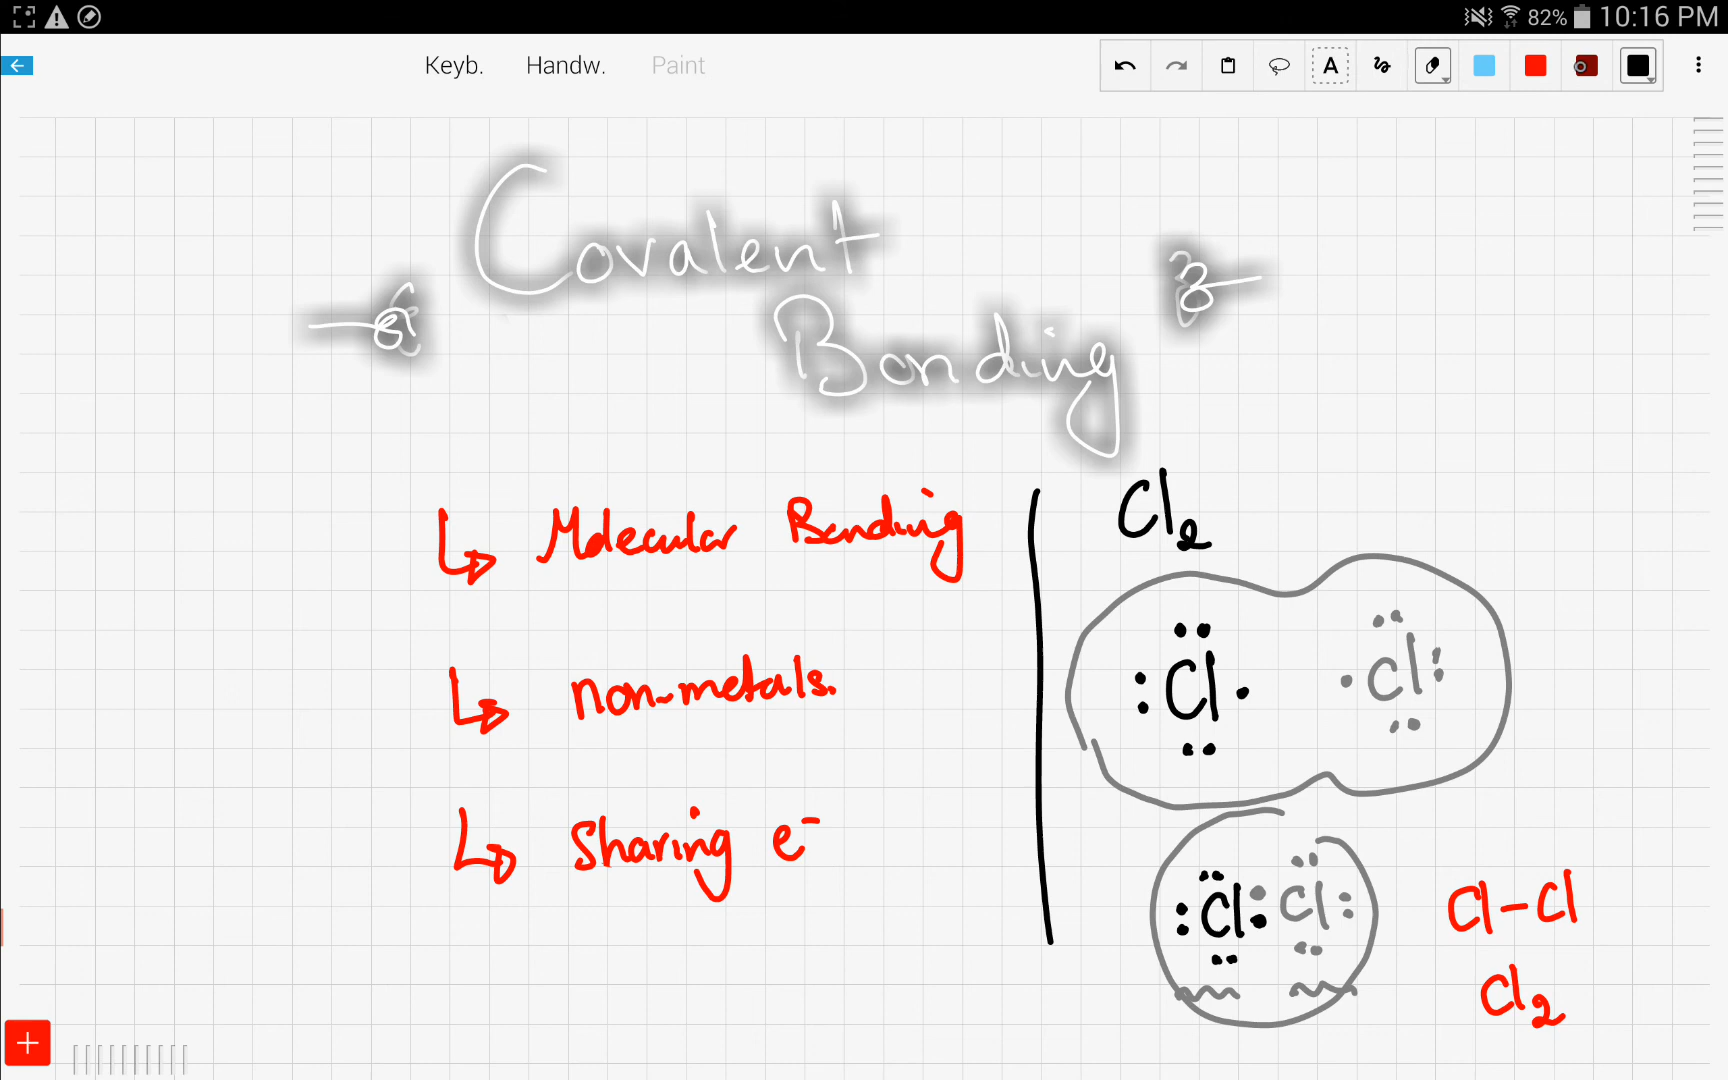 82% 10:16 PM
Keyb. Handw. Paint
A
Covalent
Bonding
Molecular Bonding
non-metals.
Sharing e⁻
Cl₂
Cl Cl
Cl Cl
Cl-Cl
Cl₂